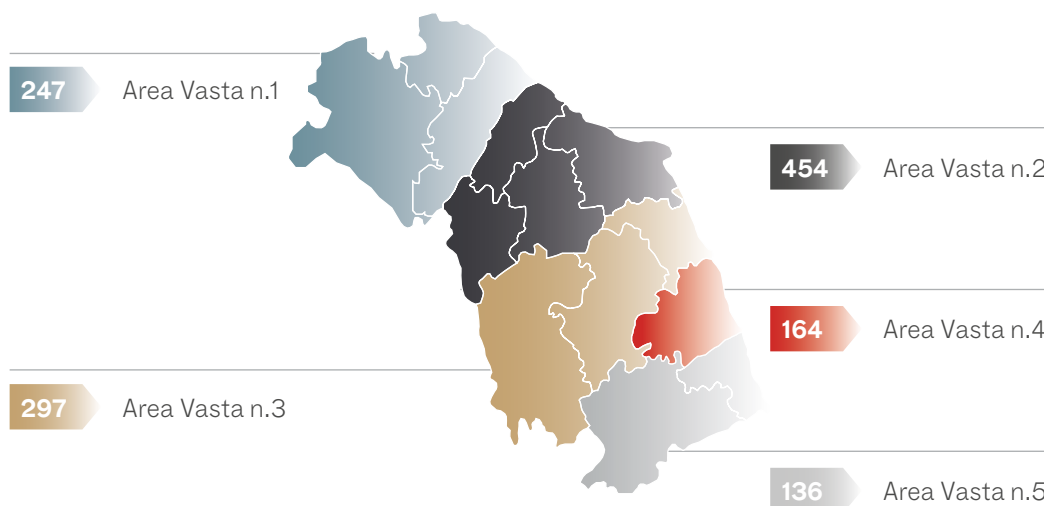 247 Area Vasta n.1
454 Area Vasta n.2
164 Area Vasta n.4
297 Area Vasta n.3
136 Area Vasta n.5